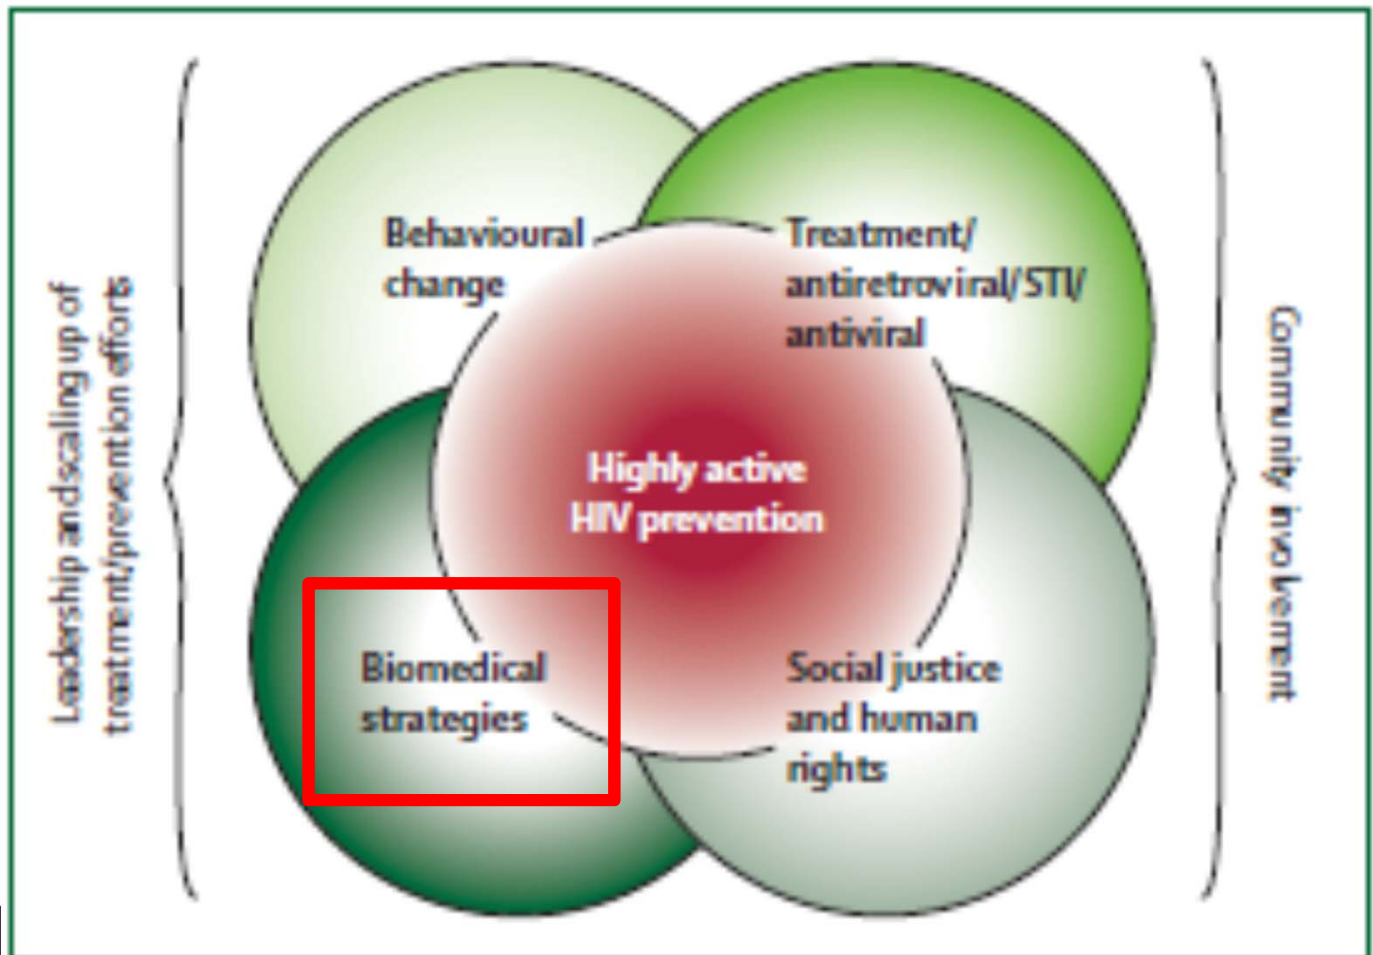 Leadership and scaling up of
treatment/prevention efforts
Behavioural
change
Treatment/
antiretroviral/STI/
antiviral
Highly active
HIV prevention
Biomedical
strategies
Social justice
and human
rights
Community involvement